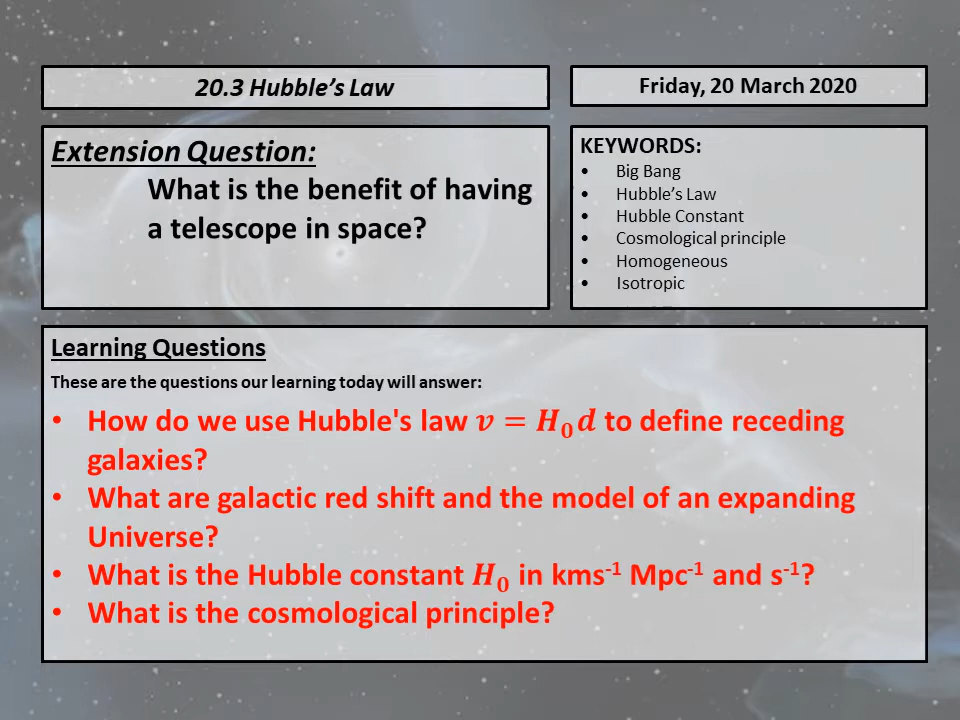 20.3 Hubble’s Law
Friday, 20 March 2020
Extension Question:
What is the benefit of having
a telescope in space?
KEYWORDS:
• Big Bang
• Hubble’s Law
• Hubble Constant
• Cosmological principle
• Homogeneous
• Isotropic
Learning Questions
These are the questions our learning today will answer:
• How do we use Hubble's law 𝒗 = 𝑯₀𝒅 to define receding
galaxies?
• What are galactic red shift and the model of an expanding
Universe?
• What is the Hubble constant 𝑯₀ in kms⁻¹ Mpc⁻¹ and s⁻¹?
• What is the cosmological principle?